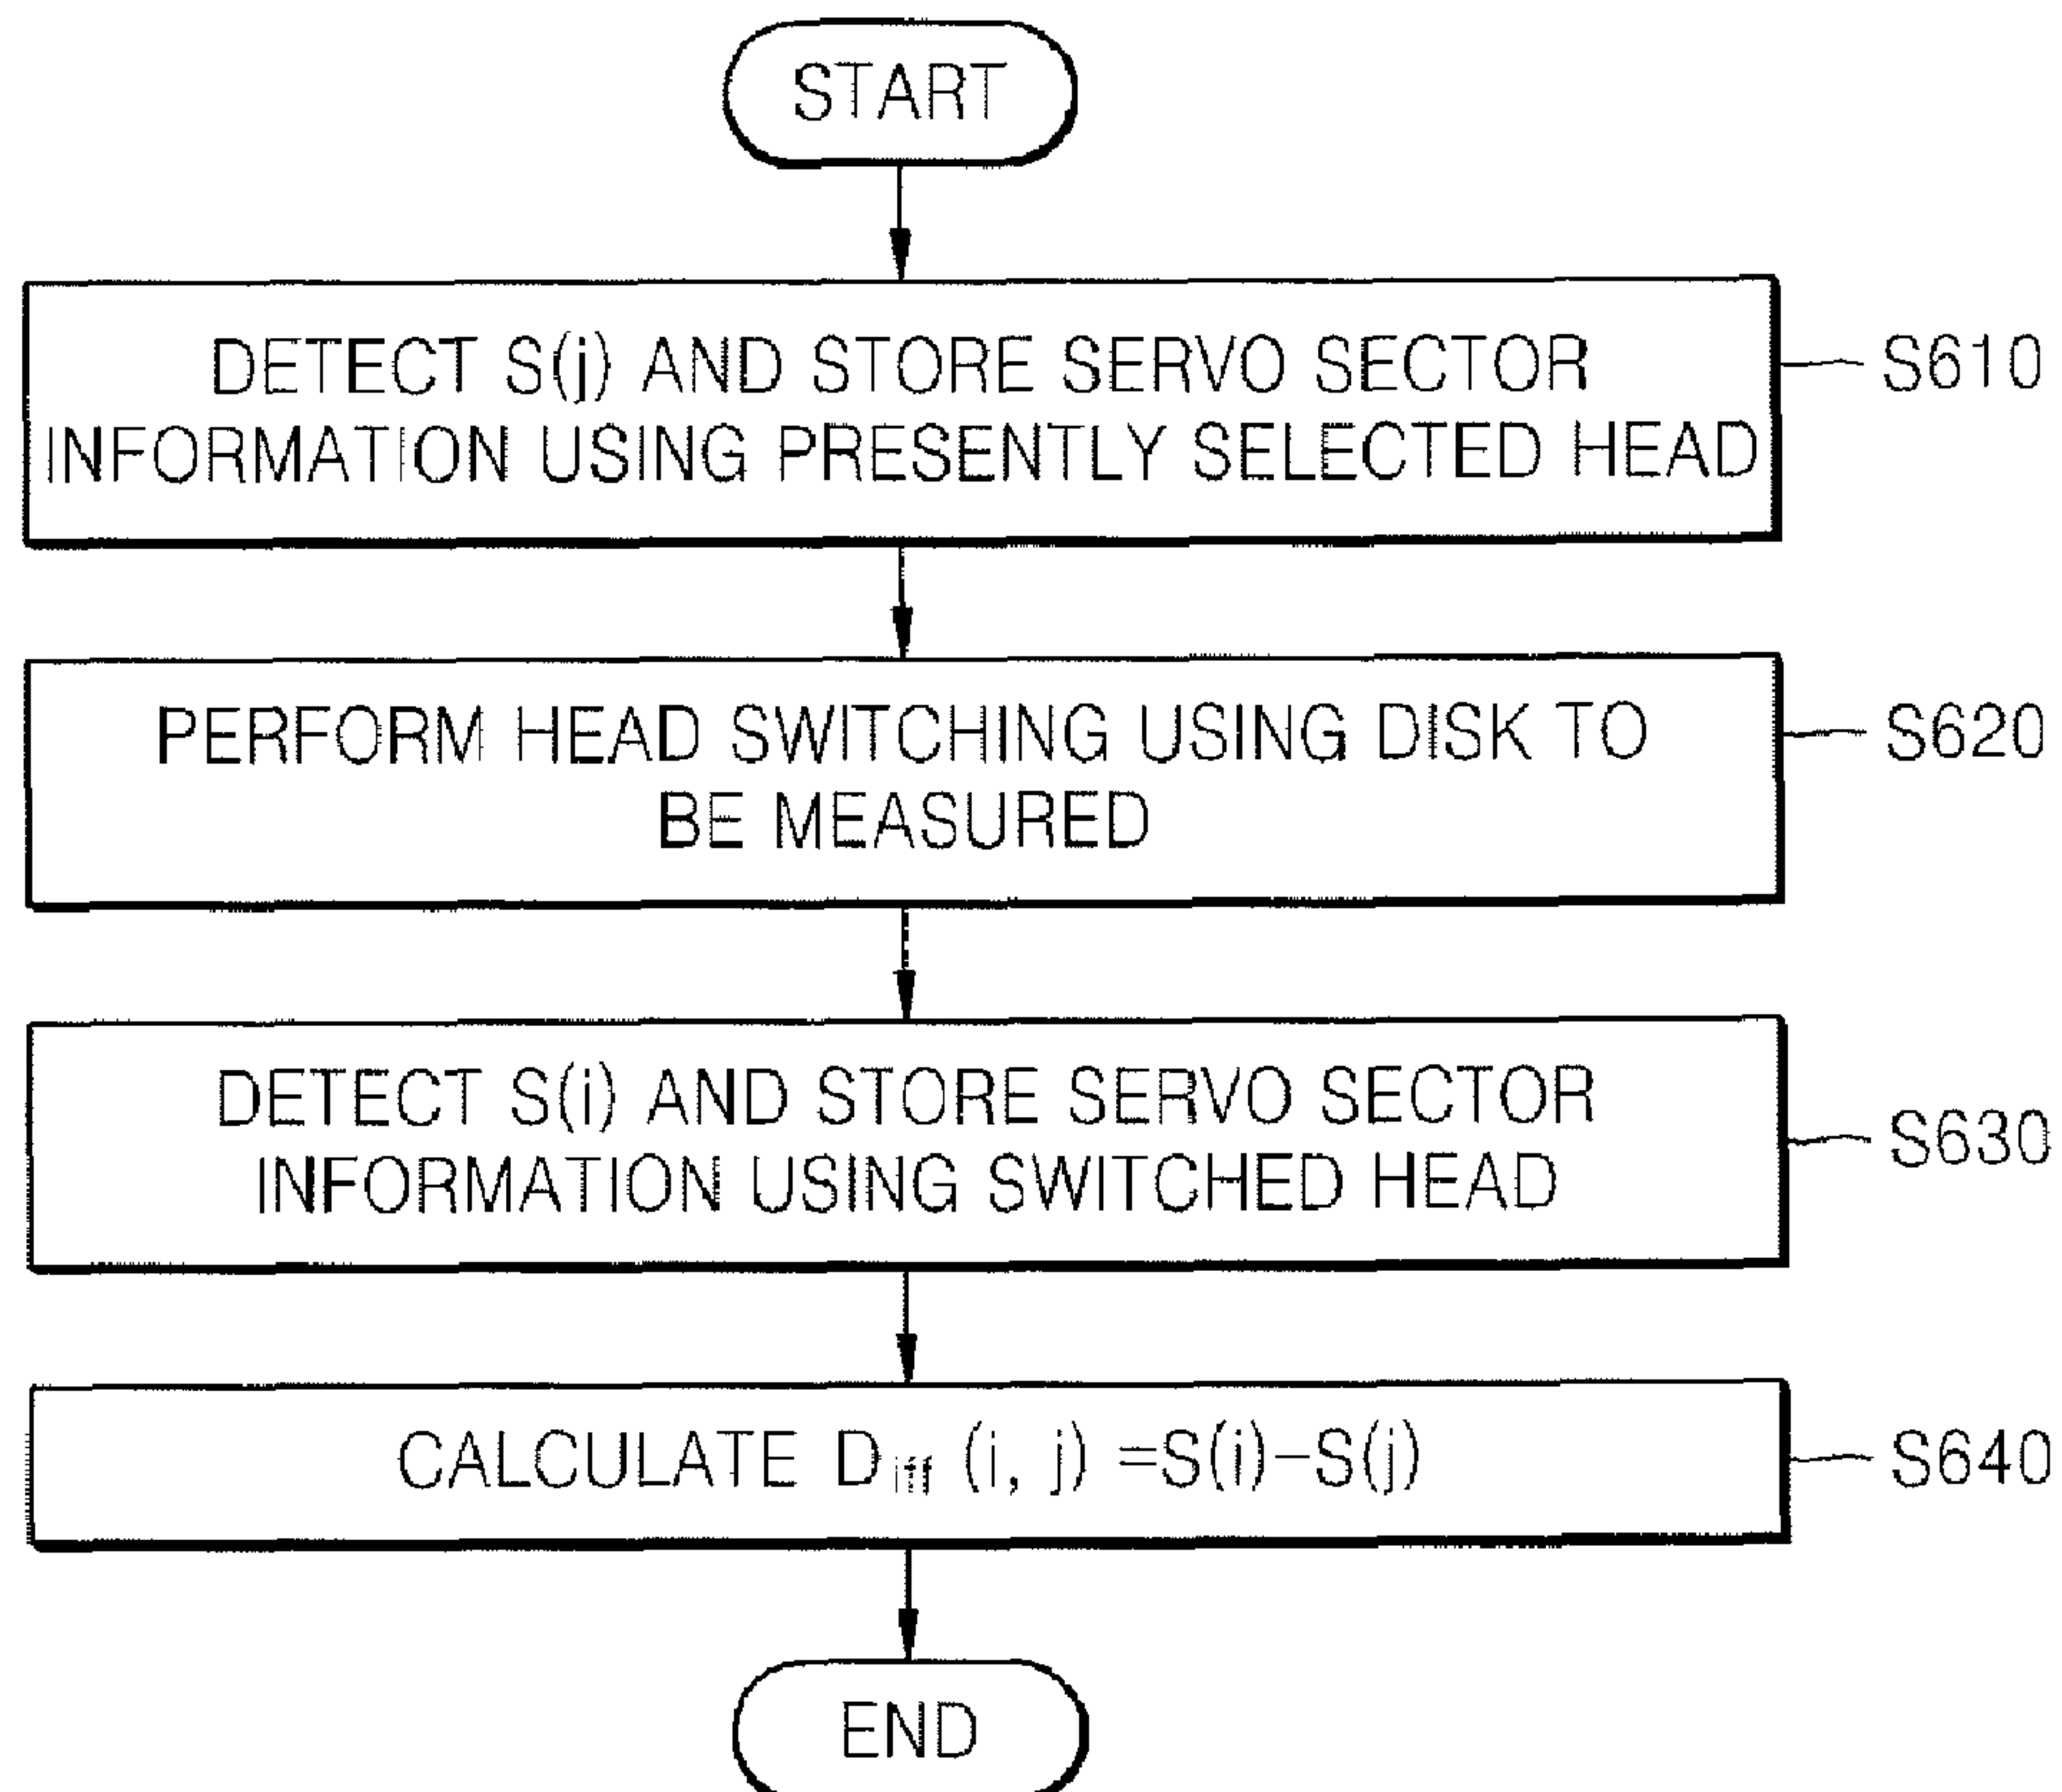 START
DETECT S(j) AND STORE SERVO SECTOR
INFORMATION USING PRESENTLY SELECTED HEAD
S610
PERFORM HEAD SWITCHING USING DISK TO
BE MEASURED
S620
DETECT S(i) AND STORE SERVO SECTOR
INFORMATION USING SWITCHED HEAD
S630
CALCULATE Diff (i, j) =S(i)-S(j)
S640
END